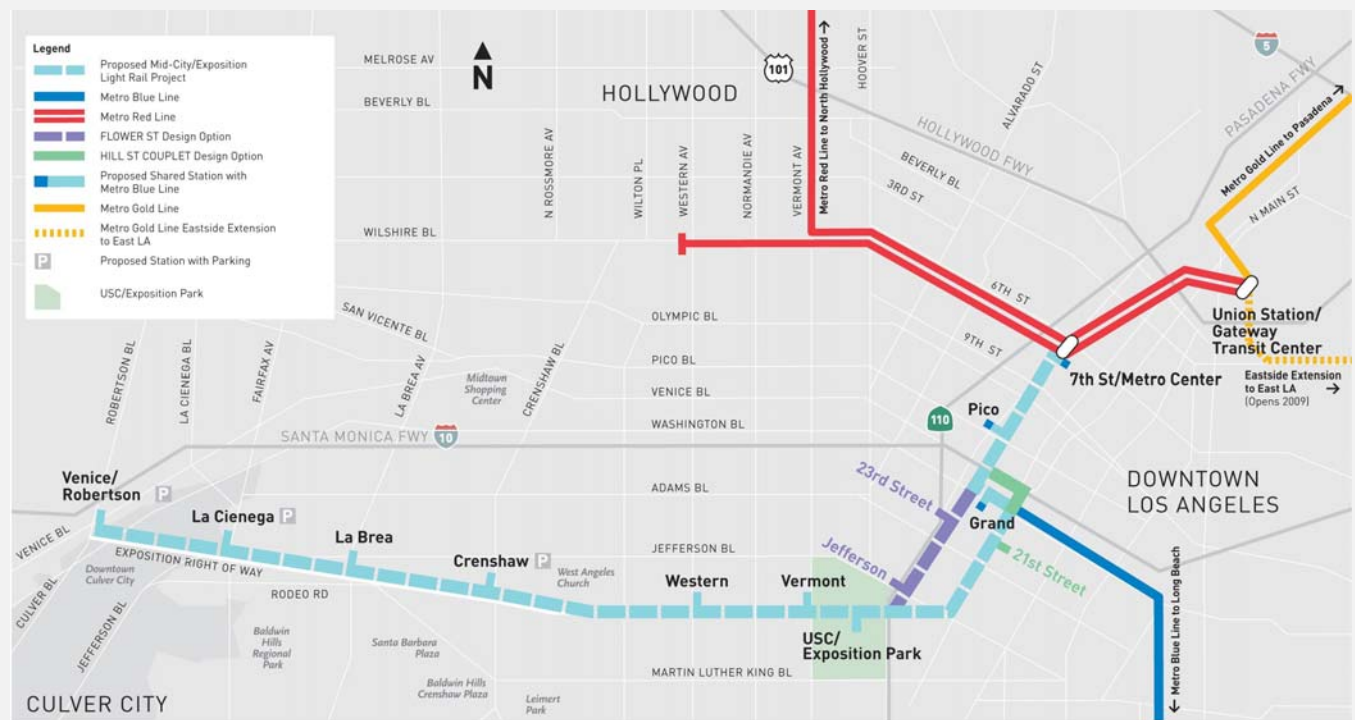 Legend
Proposed Mid-City/Exposition
Light Rail Project
Metro Blue Line
Metro Red Line
FLOWER ST Design Option
HILL ST COUPLET Design Option
Proposed Shared Station with
Metro Blue Line
Metro Gold Line
Metro Gold Line Eastside Extension
to East LA
P
Proposed Station with Parking
USC/Exposition Park
N
MELROSE AV
BEVERLY BL
WILSHIRE BL
HOLLYWOOD
101
HOOVER ST
ALVARADO ST
5
PASADENA FWY
HOLLYWOOD FWY
BEVERLY BL
3RD ST
N ROSSMORE AV
WILTON PL
WESTERN AV
NORMANDIE AV
VERMONT AV
Metro Red Line to North Hollywood →
Metro Gold Line to Pasadena →
N MAIN ST
6TH ST
9TH ST
Union Station/
Gateway
Transit Center
7th St/Metro Center
Eastside Extension
to East LA
(Opens 2009) →
OLYMPIC BL
PICO BL
VENICE BL
WASHINGTON BL
ADAMS BL
JEFFERSON BL
MARTIN LUTHER KING BL
SAN VICENTE BL
ROBERTSON BL
LA CIENEGA BL
FAIRFAX AV
LA BREA AV
CRENSHAW BL
Midtown
Shopping
Center
SANTA MONICA FWY
10
110
Pico
23rd Street
Grand
Jefferson
21st Street
DOWNTOWN
LOS ANGELES
Venice/
Robertson
P
La Cienega
P
La Brea
Crenshaw
P
West Angeles
Church
Western
Vermont
USC/
Exposition Park
VENICE BL
CULVER BL
JEFFERSON BL
Downtown
Culver City
EXPOSITION RIGHT OF WAY
RODEO RD
Baldwin
Hills
Regional
Park
Santa Barbara
Plaza
Baldwin Hills
Crenshaw Plaza
Leimert
Park
CULVER CITY
← Metro Blue Line to Long Beach